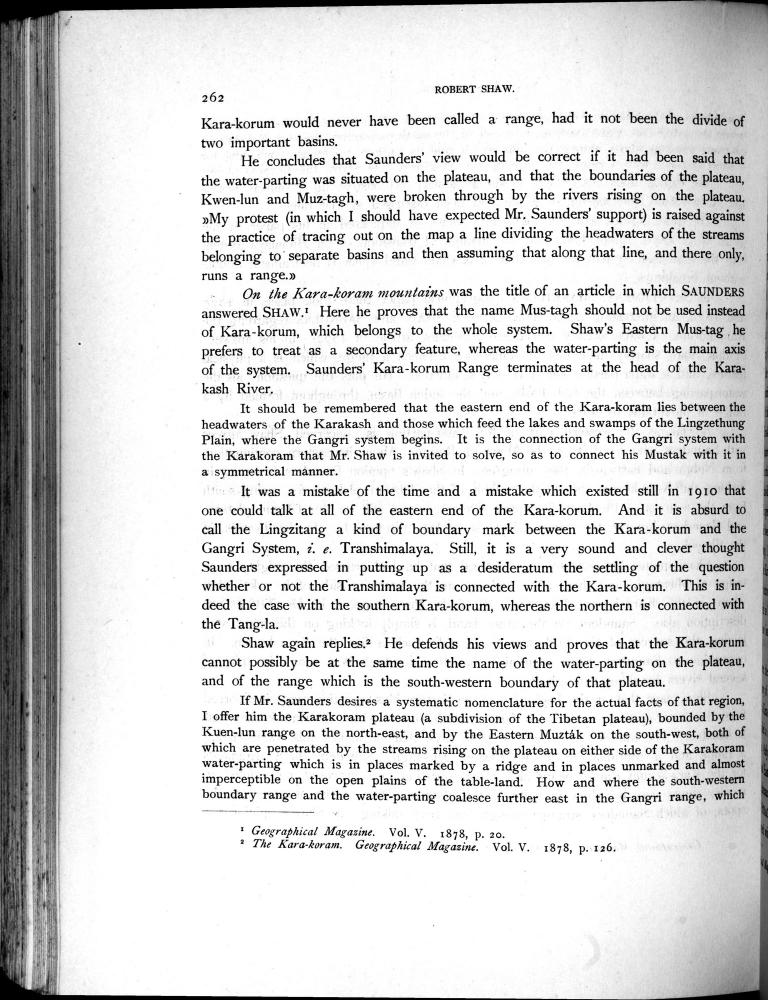 262
ROBERT SHAW.
Kara-korum would never have been called a range, had it not been the divide of
two important basins.
He concludes that Saunders' view would be correct if it had been said that
the water-parting was situated on the plateau, and that the boundaries of the plateau,
Kwen-lun and Muz-tagh, were broken through by the rivers rising on the plateau.
»My protest (in which I should have expected Mr. Saunders' support) is raised against
the practice of tracing out on the map a line dividing the headwaters of the streams
belonging to separate basins and then assuming that along that line, and there only,
runs a range.»
On the Kara-koram mountains was the title of an article in which SAUNDERS
answered SHAW.¹ Here he proves that the name Mus-tagh should not be used instead
of Kara-korum, which belongs to the whole system. Shaw's Eastern Mus-tag he
prefers to treat as a secondary feature, whereas the water-parting is the main axis
of the system. Saunders' Kara-korum Range terminates at the head of the Kara-
kash River.
It should be remembered that the eastern end of the Kara-koram lies between the
headwaters of the Karakash and those which feed the lakes and swamps of the Lingzethung
Plain, where the Gangri system begins. It is the connection of the Gangri system with
the Karakoram that Mr. Shaw is invited to solve, so as to connect his Mustak with it in
a symmetrical manner.
It was a mistake of the time and a mistake which existed still in 1910 that
one could talk at all of the eastern end of the Kara-korum. And it is absurd to
call the Lingzitang a kind of boundary mark between the Kara-korum and the
Gangri System, i. e. Transhimalaya. Still, it is a very sound and clever thought
Saunders expressed in putting up as a desideratum the settling of the question
whether or not the Transhimalaya is connected with the Kara-korum. This is in-
deed the case with the southern Kara-korum, whereas the northern is connected with
the Tang-la.
Shaw again replies.² He defends his views and proves that the Kara-korum
cannot possibly be at the same time the name of the water-parting on the plateau,
and of the range which is the south-western boundary of that plateau.
If Mr. Saunders desires a systematic nomenclature for the actual facts of that region,
I offer him the Karakoram plateau (a subdivision of the Tibetan plateau), bounded by the
Kuen-lun range on the north-east, and by the Eastern Muzták on the south-west, both of
which are penetrated by the streams rising on the plateau on either side of the Karakoram
water-parting which is in places marked by a ridge and in places unmarked and almost
imperceptible on the open plains of the table-land. How and where the south-western
boundary range and the water-parting coalesce further east in the Gangri range, which
¹ Geographical Magazine. Vol. V. 1878, p. 20.
² The Kara-koram. Geographical Magazine. Vol. V. 1878, p. 126.